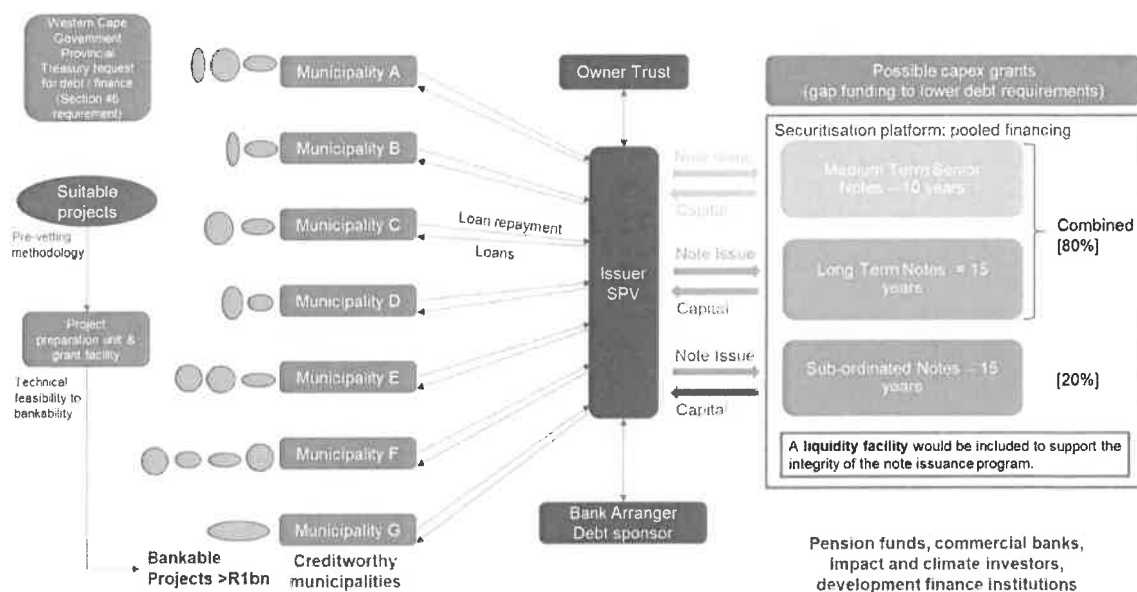 Western Cape
Government
Provincial
Treasury request
for debt / finance
(Section 46
requirement)
Suitable
projects
Pre-vetting
methodology
Project
preparation unit &
grant facility
Technical
feasibility to
bankability
Bankable
Projects >R1bn
Municipality A
Municipality B
Municipality C
Municipality D
Municipality E
Municipality F
Municipality G
Creditworthy
municipalities
Loan repayment
Loans
Owner Trust
Issuer
SPV
Bank Arranger
Debt sponsor
Note Issue
Capital
Note Issue
Capital
Note Issue
Capital
Possible capex grants
(gap funding to lower debt requirements)
Securitisation platform: pooled financing
Medium Term Senior
Notes – 10 years
Long Term Notes = 15
years
Combined
[80%]
Sub-ordinated Notes – 15
years
[20%]
A liquidity facility would be included to support the
integrity of the note issuance program.
Pension funds, commercial banks,
Impact and climate investors,
development finance institutions